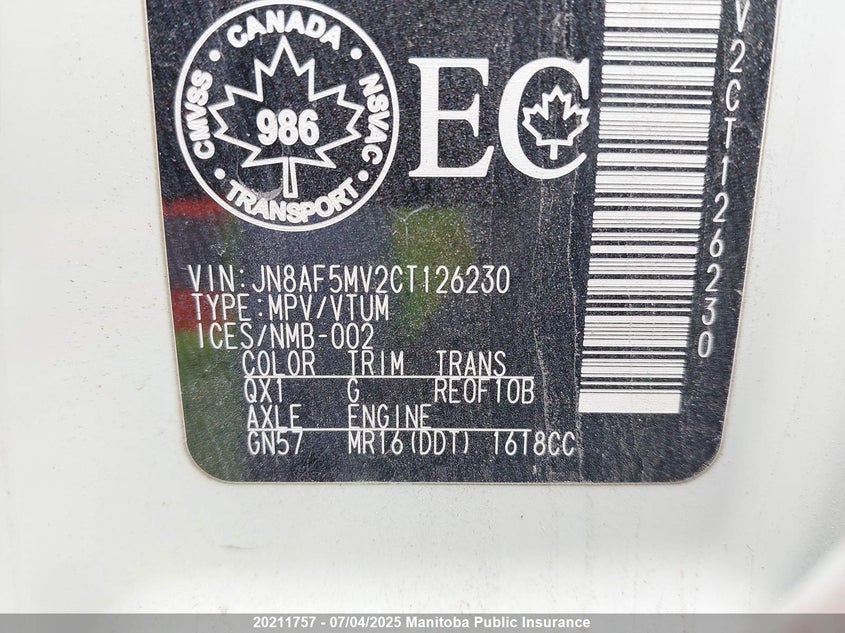 CANADA
CMVSS
NSVAC
986
TRANSPORT
EC
V2CT126230
VIN:JN8AF5MV2CT126230
TYPE:MPV/VTUM
ICES/NMB-002
COLOR TRIM TRANS
QX1 G RE0F10B
AXLE ENGINE
GN57 MR16(DDT) 1618CC
20211757 - 07/04/2025 Manitoba Public Insurance